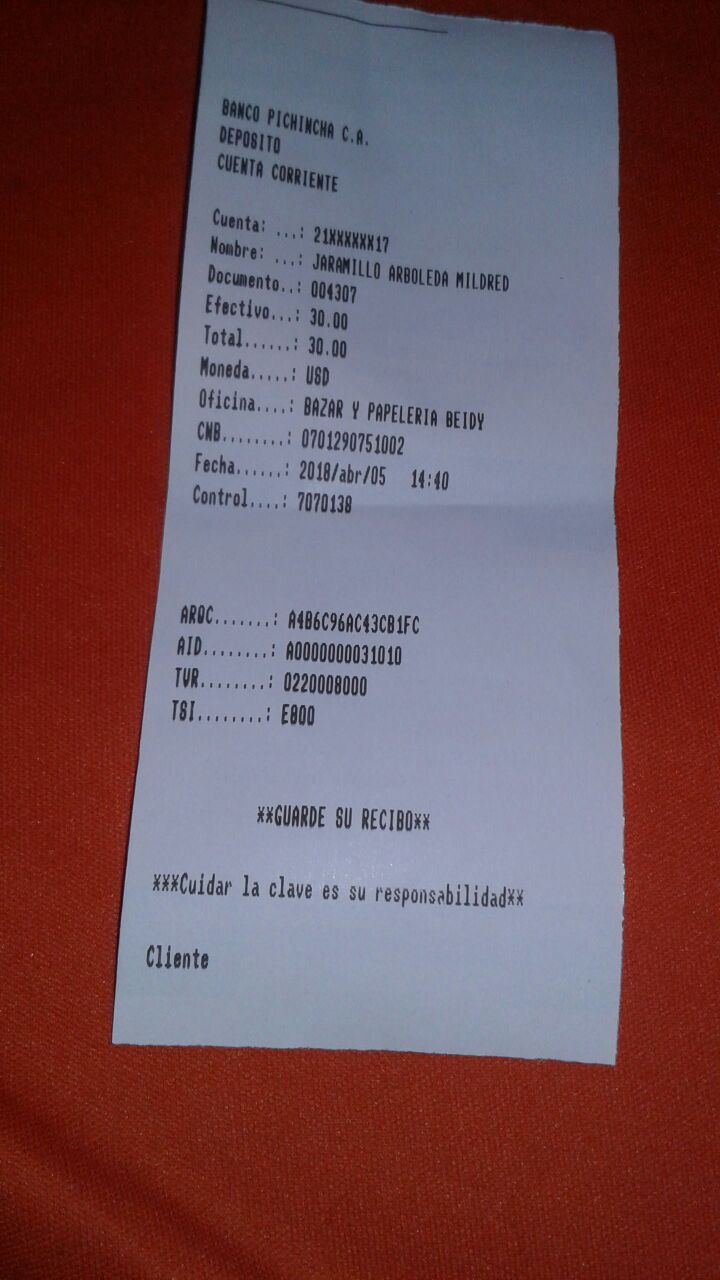 BANCO PICHINCHA C.A.
DEPOSITO
CUENTA CORRIENTE
Cuenta: ...: 21XXXXXX17
Nombre: ...: JARAMILLO ARBOLEDA MILDRED
Documento..: 004307
Efectivo...: 30.00
Total......: 30.00
Moneda.....: USD
Oficina....: BAZAR Y PAPELERIA BEIDY
CNB........: 0701290751002
Fecha......: 2018/abr/05 14:40
Control....: 7070138
ARQC.......: A4B6C96AC43CB1FC
AID........: A0000000031010
TVR........: 0220008000
TSI........: E800
**GUARDE SU RECIBO**
***Cuidar la clave es su responsabilidad**
Cliente